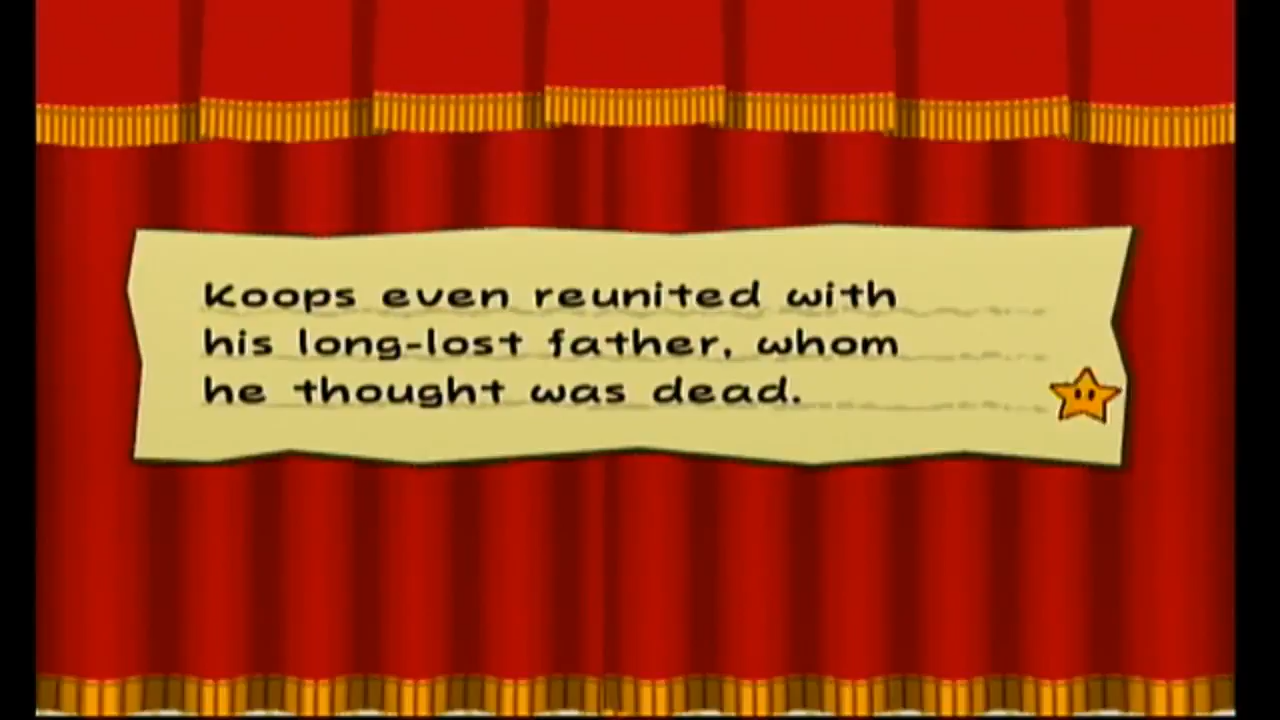 Koops even reunited with
his long-lost father, whom
he thought was dead.